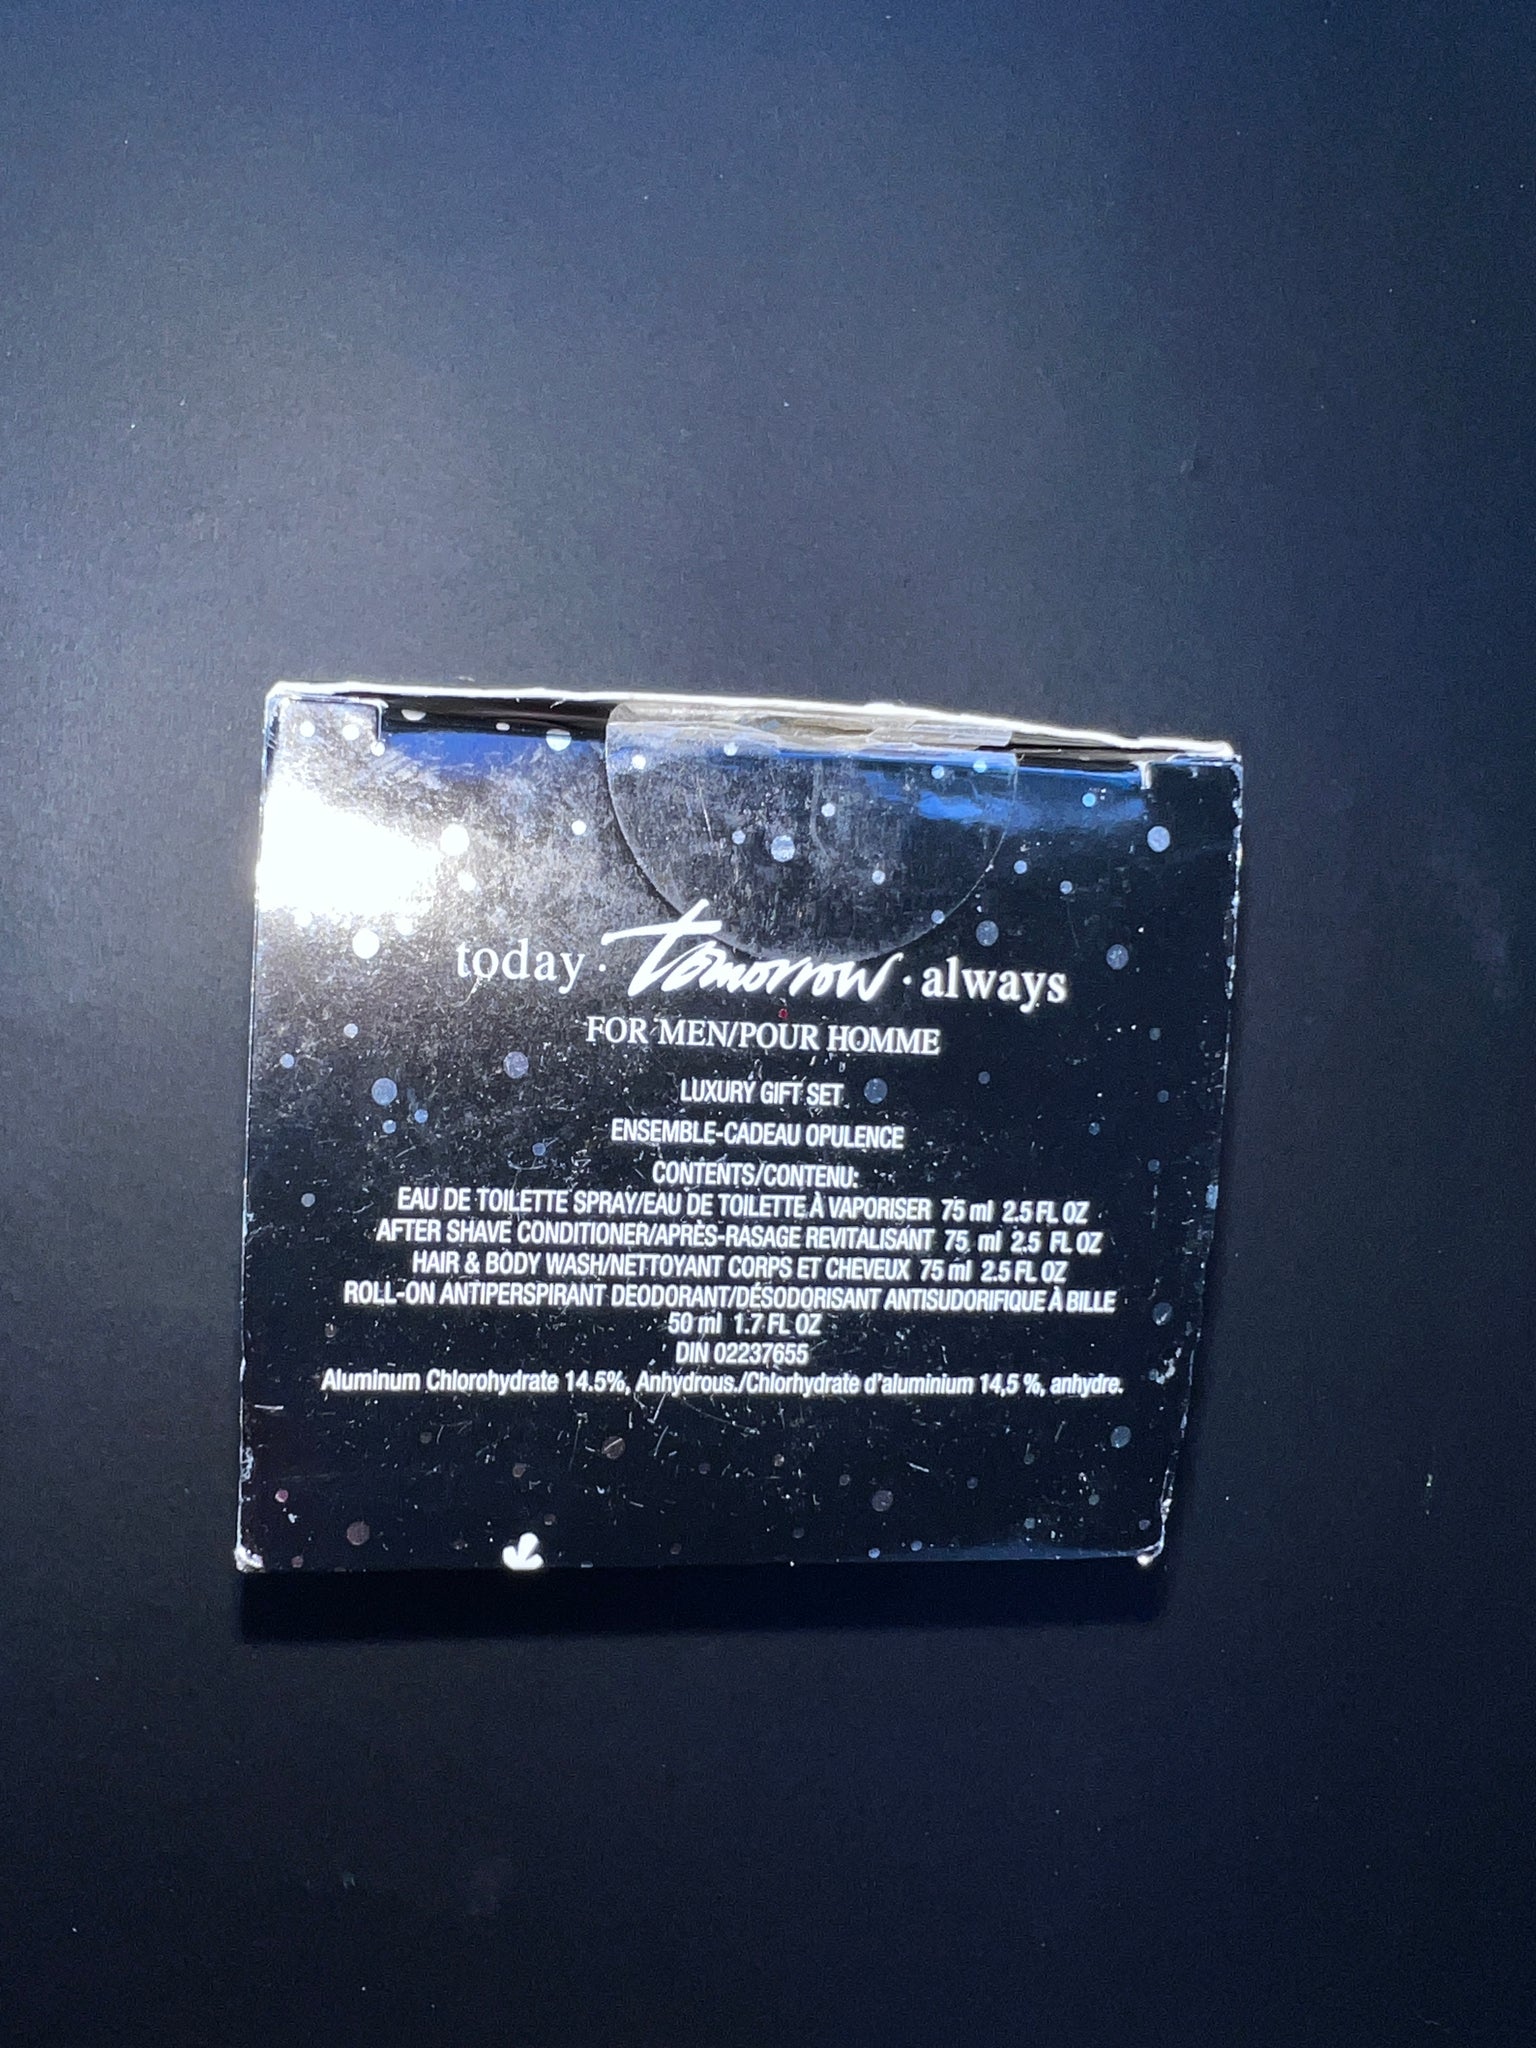 today · tomorrow · always
FOR MEN/POUR HOMME
LUXURY GIFT SET
ENSEMBLE-CADEAU OPULENCE
CONTENTS/CONTENU:
EAU DE TOILETTE SPRAY/EAU DE TOILETTE À VAPORISER 75 ml 2.5 FL OZ
AFTER SHAVE CONDITIONER/APRÈS-RASAGE REVITALISANT 75 ml 2.5 FL OZ
HAIR & BODY WASH/NETTOYANT CORPS ET CHEVEUX 75 ml 2.5 FL OZ
ROLL-ON ANTIPERSPIRANT DEODORANT/DÉSODORISANT ANTISUDORIFIQUE À BILLE
50 ml 1.7 FL OZ
DIN 02237655
Aluminum Chlorohydrate 14.5%, Anhydrous./Chlorhydrate d'aluminium 14,5 %, anhydre.